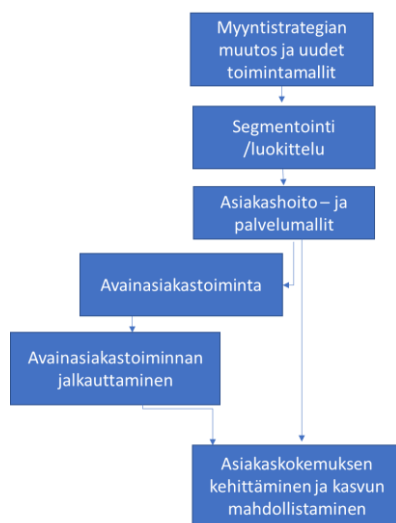 Myyntistrategian
muutos ja uudet
toimintamallit
Segmentointi
/luokittelu
Asiakashoito – ja
palvelumallit
Avainasiakastoiminta
Avainasiakastoiminnan
jalkauttaminen
Asiakaskokemuksen
kehittäminen ja kasvun
mahdollistaminen